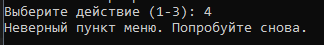 Выберите действие (1-3): 4
Неверный пункт меню. Попробуйте снова.